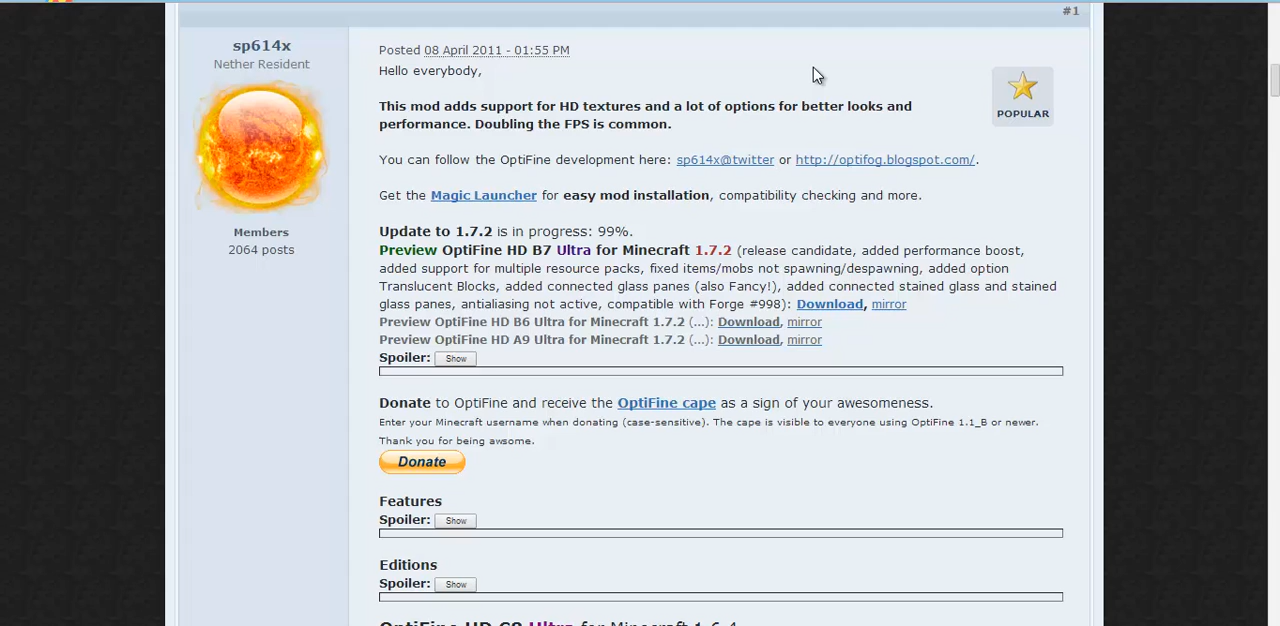 #1
sp614x
Nether Resident
Members
2064 posts
Posted 08 April 2011 - 01:55 PM
Hello everybody,
POPULAR
This mod adds support for HD textures and a lot of options for better looks and
performance. Doubling the FPS is common.
You can follow the OptiFine development here: sp614x@twitter or http://optifog.blogspot.com/.
Get the Magic Launcher for easy mod installation, compatibility checking and more.
Update to 1.7.2 is in progress: 99%.
Preview OptiFine HD B7 Ultra for Minecraft 1.7.2 (release candidate, added performance boost,
added support for multiple resource packs, fixed items/mobs not spawning/despawning, added option
Translucent Blocks, added connected glass panes (also Fancy!), added connected stained glass and stained
glass panes, antialiasing not active, compatible with Forge #998): Download, mirror
Preview OptiFine HD B6 Ultra for Minecraft 1.7.2 (...): Download, mirror
Preview OptiFine HD A9 Ultra for Minecraft 1.7.2 (...): Download, mirror
Spoiler: Show
Donate to OptiFine and receive the OptiFine cape as a sign of your awesomeness.
Enter your Minecraft username when donating (case-sensitive). The cape is visible to everyone using OptiFine 1.1_B or newer.
Thank you for being awsome.
Donate
Features
Spoiler: Show
Editions
Spoiler: Show
OptiFine HD C8 Ultra for Minecraft 1.6.4